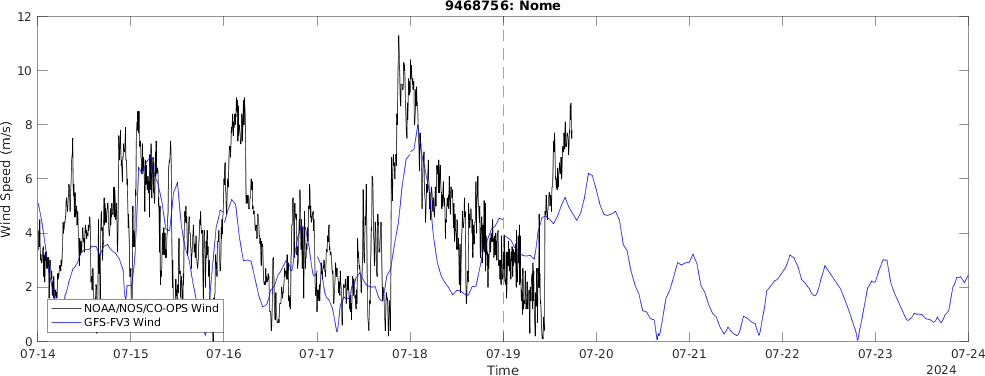 9468756: Nome
Wind Speed (m/s)
12
10
8
6
4
2
0
NOAA/NOS/CO-OPS Wind
GFS-FV3 Wind
07-14 07-15 07-16 07-17 07-18 07-19 07-20 07-21 07-22 07-23 07-24
Time
2024